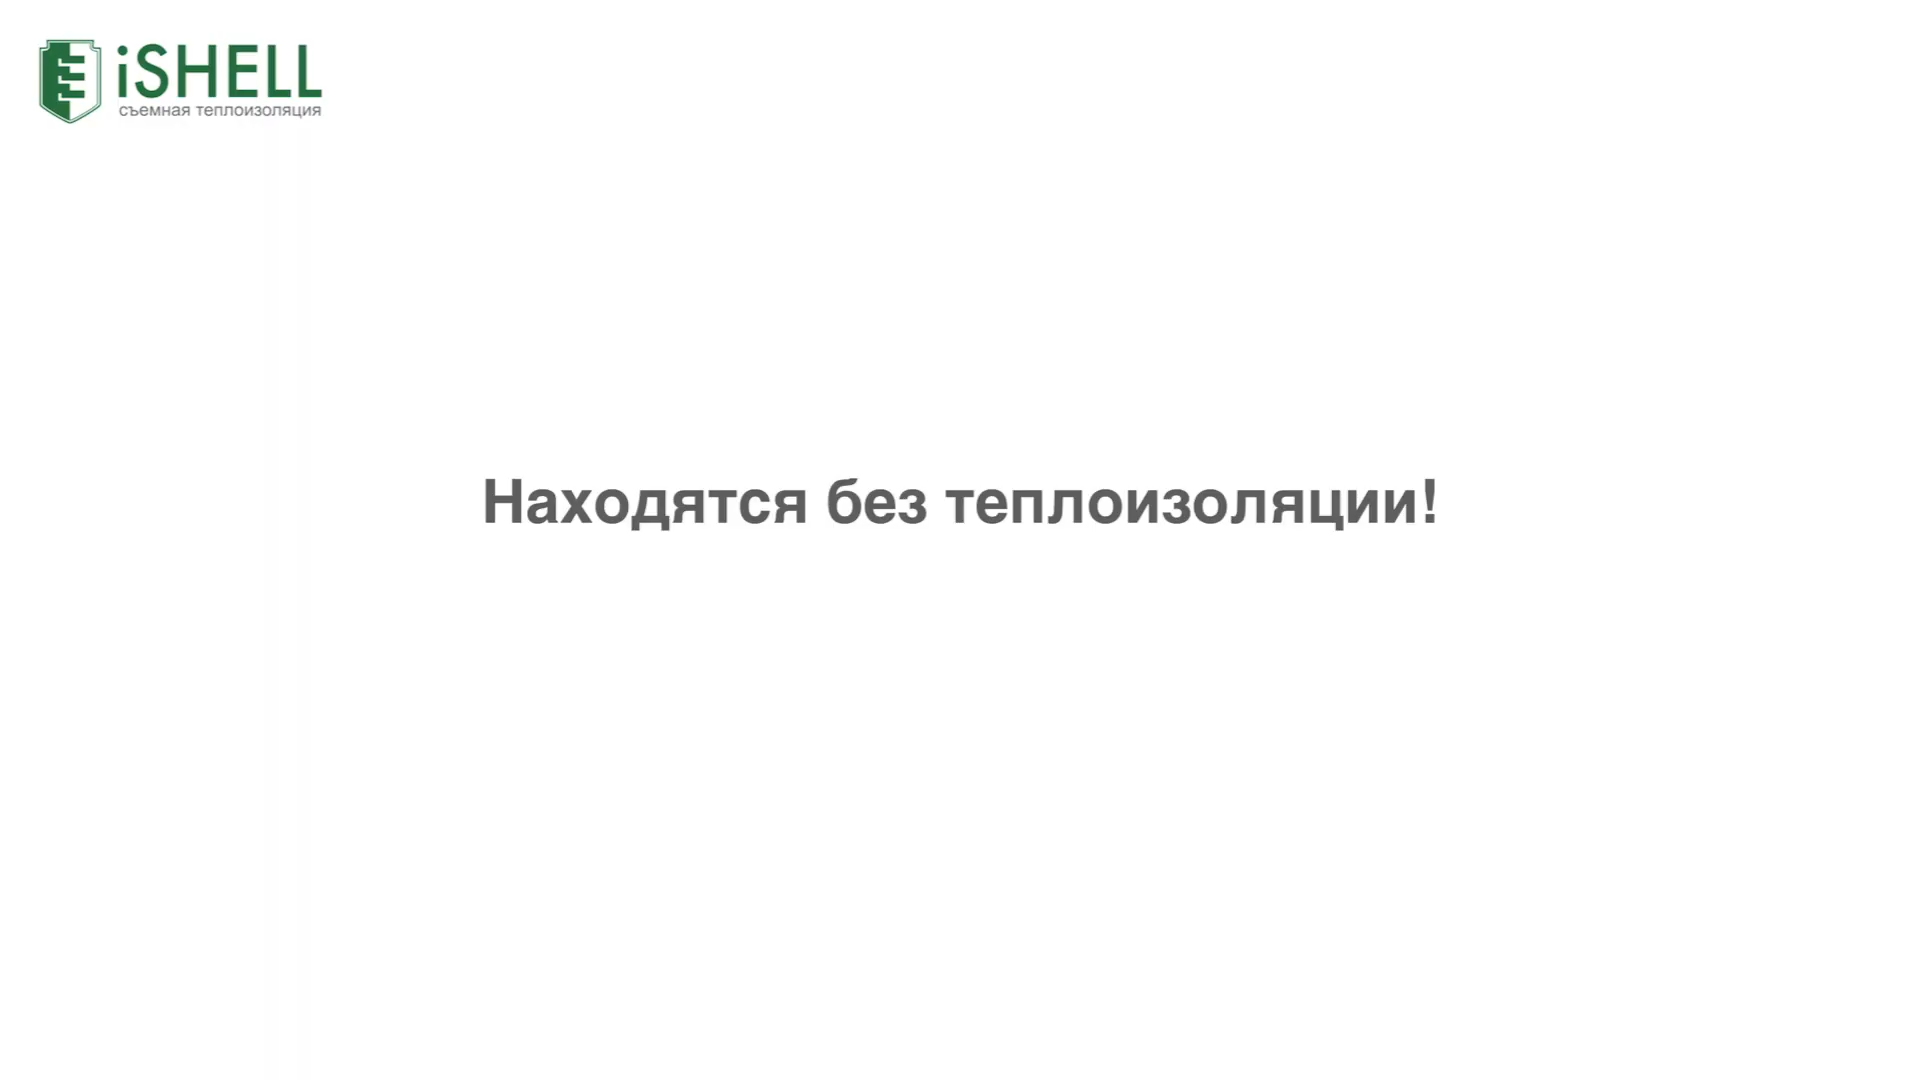 iSHELL
съемная теплоизоляция
Находятся без теплоизоляции!